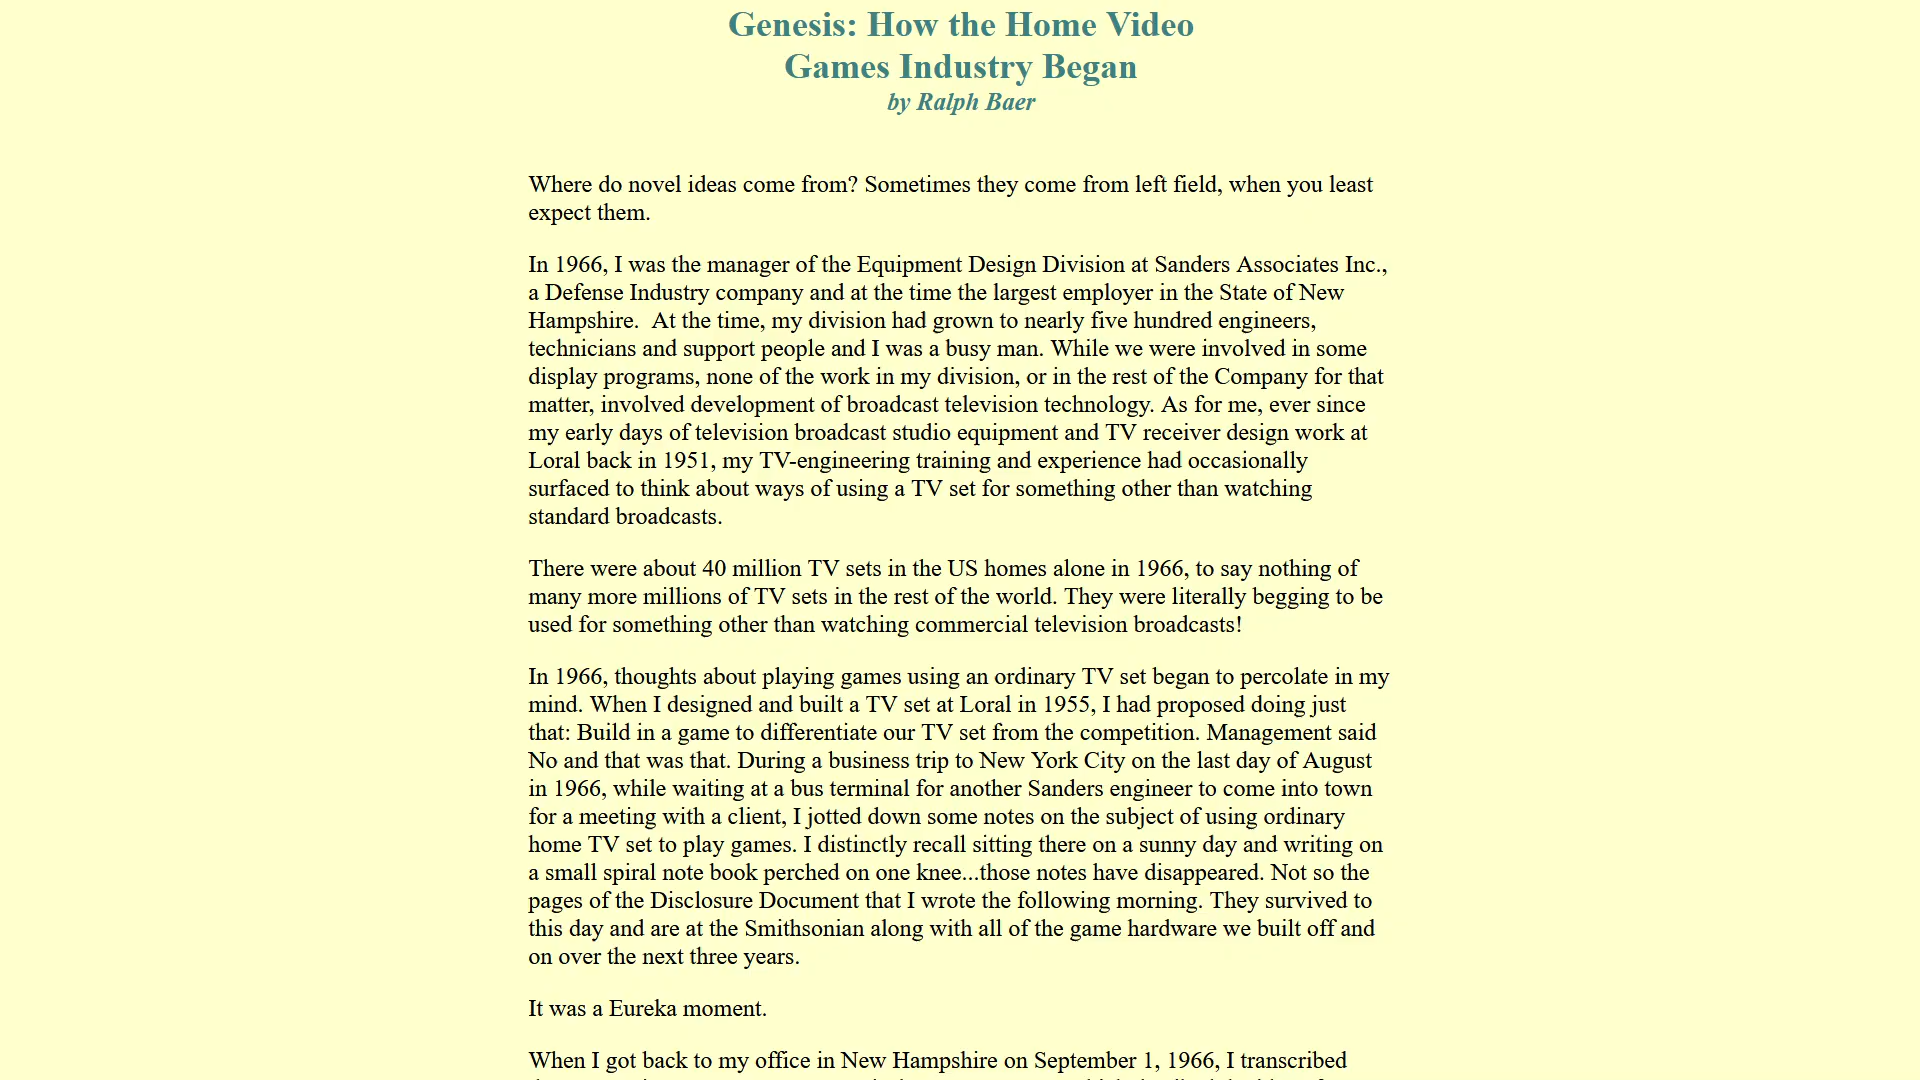 Genesis: How the Home Video
Games Industry Began
by Ralph Baer
Where do novel ideas come from? Sometimes they come from left field, when you least
expect them.
In 1966, I was the manager of the Equipment Design Division at Sanders Associates Inc.,
a Defense Industry company and at the time the largest employer in the State of New
Hampshire.  At the time, my division had grown to nearly five hundred engineers,
technicians and support people and I was a busy man. While we were involved in some
display programs, none of the work in my division, or in the rest of the Company for that
matter, involved development of broadcast television technology. As for me, ever since
my early days of television broadcast studio equipment and TV receiver design work at
Loral back in 1951, my TV-engineering training and experience had occasionally
surfaced to think about ways of using a TV set for something other than watching
standard broadcasts.
There were about 40 million TV sets in the US homes alone in 1966, to say nothing of
many more millions of TV sets in the rest of the world. They were literally begging to be
used for something other than watching commercial television broadcasts!
In 1966, thoughts about playing games using an ordinary TV set began to percolate in my
mind. When I designed and built a TV set at Loral in 1955, I had proposed doing just
that: Build in a game to differentiate our TV set from the competition. Management said
No and that was that. During a business trip to New York City on the last day of August
in 1966, while waiting at a bus terminal for another Sanders engineer to come into town
for a meeting with a client, I jotted down some notes on the subject of using ordinary
home TV set to play games. I distinctly recall sitting there on a sunny day and writing on
a small spiral note book perched on one knee...those notes have disappeared. Not so the
pages of the Disclosure Document that I wrote the following morning. They survived to
this day and are at the Smithsonian along with all of the game hardware we built off and
on over the next three years.
It was a Eureka moment.
When I got back to my office in New Hampshire on September 1, 1966, I transcribed